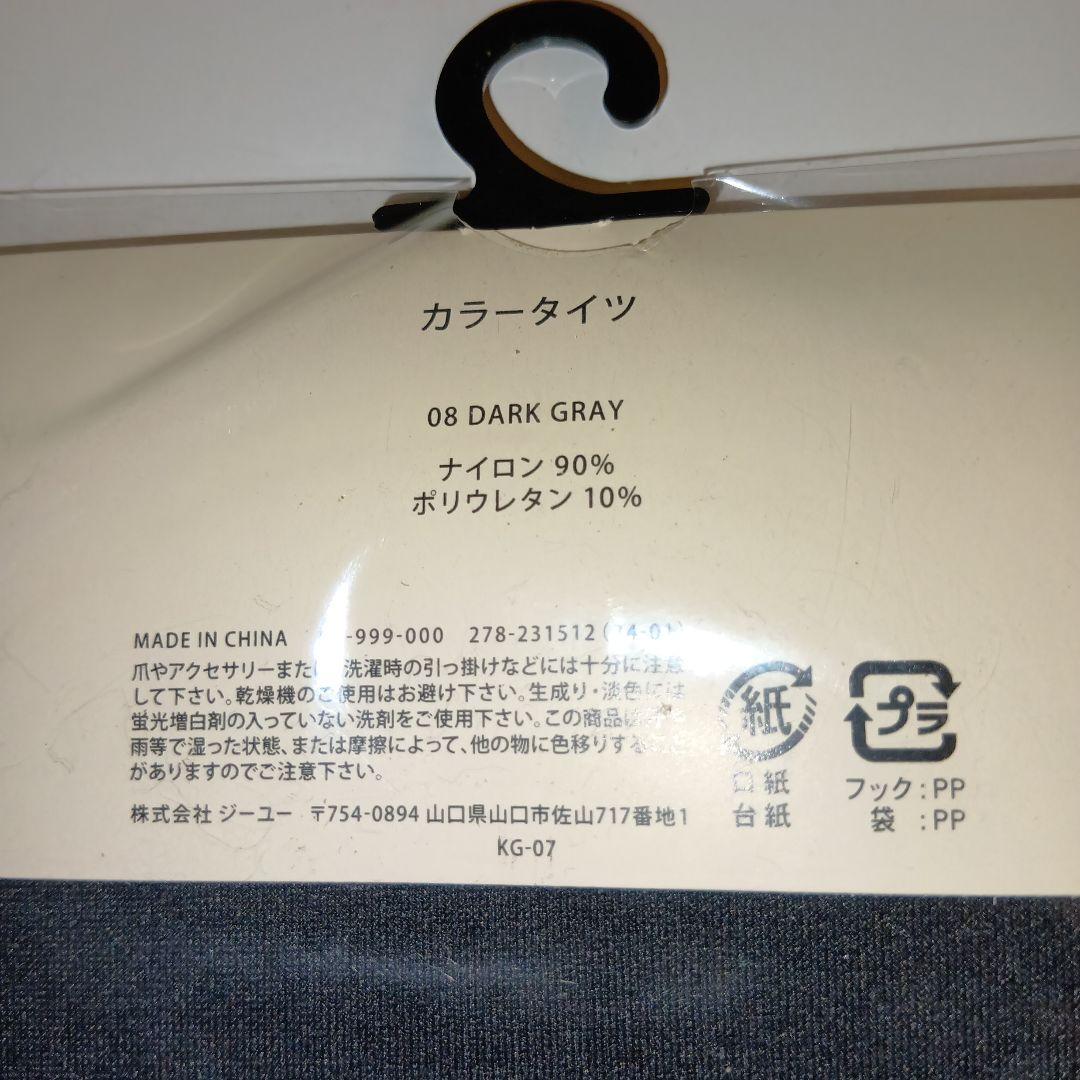 カラータイツ
08 DARK GRAY
ナイロン 90%
ポリウレタン 10%
MADE IN CHINA -999-000 278-231512
爪やアクセサリーまた 洗濯時の引っ掛けなどには十分に注意
して下さい。乾燥機のご使用はお避け下さい。生成り・淡色には
蛍光増白剤の入っていない洗剤をご使用下さい。この商品は
雨等で湿った状態、または摩擦によって、他の物に色移りする
がありますのでご注意下さい。
株式会社 ジーユー 〒754-0894 山口県山口市佐山717番地1
KG-07
紙
口紙
台紙
プラ
フック:PP
袋 :PP